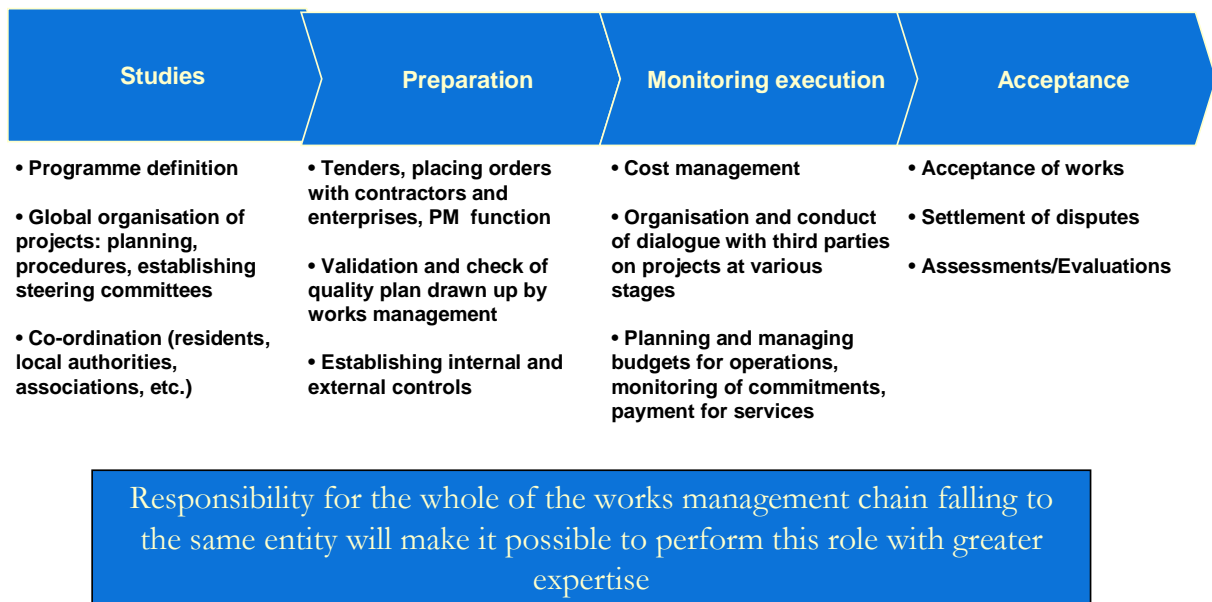 Studies
Preparation
Monitoring execution
Acceptance
• Programme definition
• Global organisation of
projects: planning,
procedures, establishing
steering committees
• Co-ordination (residents,
local authorities,
associations, etc.)
• Tenders, placing orders
with contractors and
enterprises, PM function
• Validation and check of
quality plan drawn up by
works management
• Establishing internal and
external controls
• Cost management
• Organisation and conduct
of dialogue with third parties
on projects at various
stages
• Planning and managing
budgets for operations,
monitoring of commitments,
payment for services
• Acceptance of works
• Settlement of disputes
• Assessments/Evaluations
Responsibility for the whole of the works management chain falling to
the same entity will make it possible to perform this role with greater
expertise